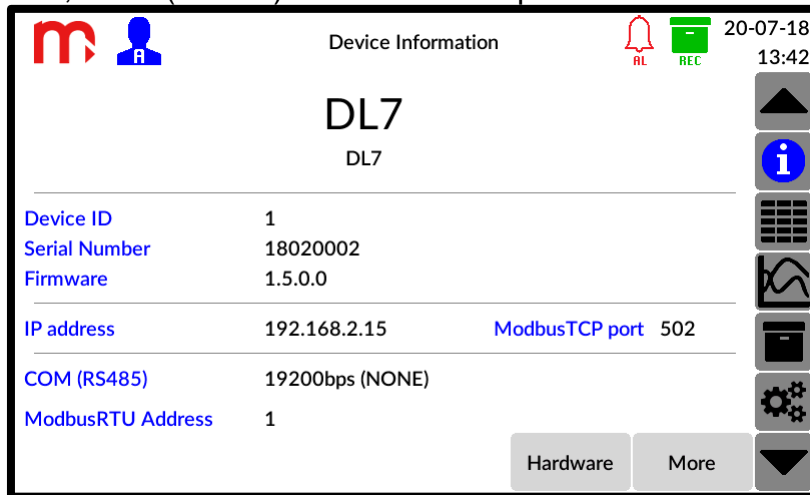 m
A
Device Information
AL
REC
20-07-18
13:42
DL7
DL7
i
Device ID 1
Serial Number 18020002
Firmware 1.5.0.0
IP address 192.168.2.15 ModbusTCP port 502
COM (RS485) 19200bps (NONE)
ModbusRTU Address 1
Hardware More